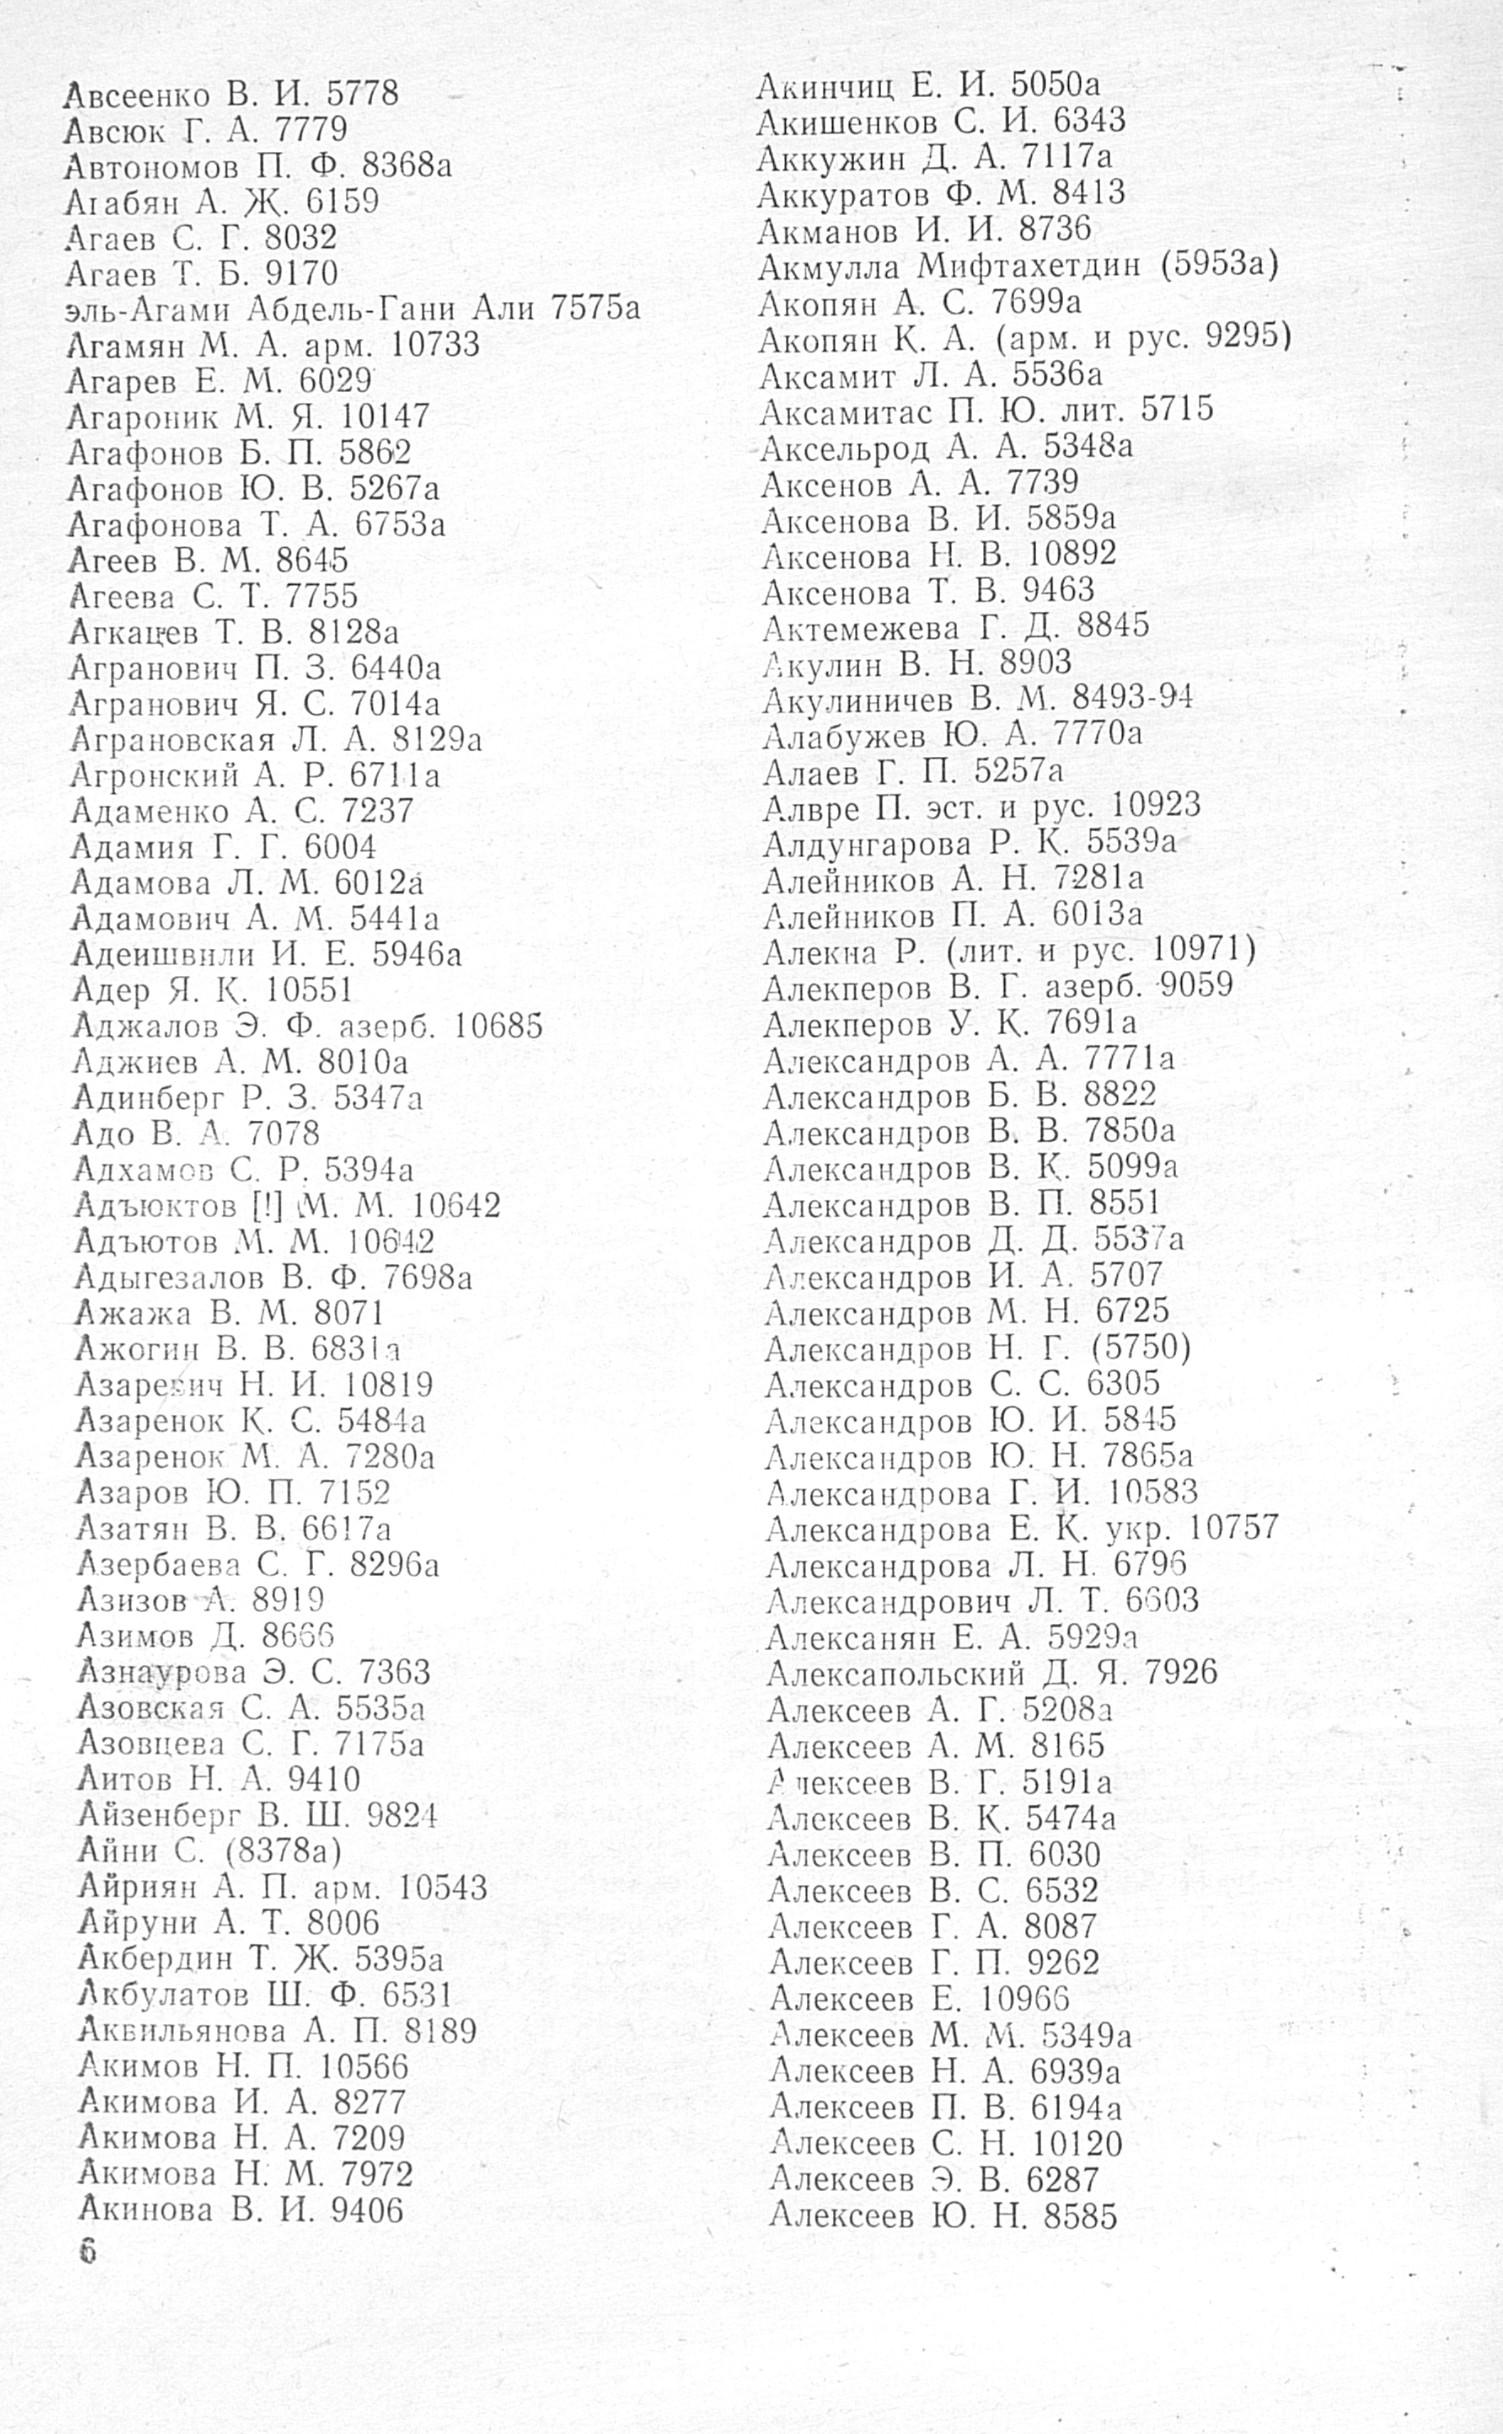 Авсеенко В. И. 5778
Авсюк Г. А. 7779
Автономов П. Ф. 8368а
Агабян А. Ж. 6159
Агаев С. Г. 8032
Агаев Т. Б. 9170
эль-Агами Абдель-Гани Али 7575а
Агамян М. А. арм. 10733
Агарев Е. М. 6029
Агароник М. Я. 10147
Агафонов Б. П. 5862
Агафонов Ю. В. 5267а
Агафонова Т. А. 6753а
Агеев В. М. 8645
Агеева С. Т. 7755
Агкацев Т. В. 8128а
Агранович П. З. 6440а
Агранович Я. С. 7014а
Аграновская Л. А. 8129а
Агронский А. Р. 6711а
Адаменко А. С. 7237
Адамия Г. Г. 6004
Адамова Л. М. 6012а
Адамович А. М. 5441а
Адеишвили И. Е. 5946а
Адер Я. К. 10551
Аджалов Э. Ф. азерб. 10685
Аджиев А. М. 8010а
Адинберг Р. З. 5347а
Адо В. А. 7078
Адхамов С. Р. 5394а
Адъюктов [!] М. М. 10642
Адъютов М. М. 10642
Адыгезалов В. Ф. 7698а
Ажажа В. М. 8071
Ажогин В. В. 6831а
Азаревич Н. И. 10819
Азаренок К. С. 5484а
Азаренок М. А. 7280а
Азаров Ю. П. 7152
Азатян В. В. 6617а
Азербаева С. Г. 8296а
Азизов А. 8919
Азимов Д. 8666
Азнаурова Э. С. 7363
Азовская С. А. 5535а
Азовцева С. Г. 7175а
Аитов Н. А. 9410
Айзенберг В. Ш. 9824
Айни С. (8378а)
Айриян А. П. арм. 10543
Айруни А. Т. 8006
Акбердин Т. Ж. 5395а
Акбулатов Ш. Ф. 6531
Аквильянова А. П. 8189
Акимов Н. П. 10566
Акимова И. А. 8277
Акимова Н. А. 7209
Акимова Н. М. 7972
Акинова В. И. 9406
6
Акинчиц Е. И. 5050а
Акишенков С. И. 6343
Аккужин Д. А. 7117а
Аккуратов Ф. М. 8413
Акманов И. И. 8736
Акмулла Мифтахетдин (5953а)
Акопян А. С. 7699а
Акопян К. А. (арм. и рус. 9295)
Аксамит Л. А. 5536а
Аксамитас П. Ю. лит. 5715
Аксельрод А. А. 5348а
Аксенов А. А. 7739
Аксенова В. И. 5859а
Аксенова Н. В. 10892
Аксенова Т. В. 9463
Актемежева Г. Д. 8845
Акулин В. Н. 8903
Акулиничев В. М. 8493-94
Алабужев Ю. А. 7770а
Алаев Г. П. 5257а
Алвре П. эст. и рус. 10923
Алдунгарова Р. К. 5539а
Алейников А. Н. 7281а
Алейников П. А. 6013а
Алекна Р. (лит. и рус. 10971)
Алекперов В. Г. азерб. 9059
Алекперов У. К. 7691а
Александров А. А. 7771а
Александров Б. В. 8822
Александров В. В. 7850а
Александров В. К. 5099а
Александров В. П. 8551
Александров Д. Д. 5537а
Александров И. А. 5707
Александров М. Н. 6725
Александров Н. Г. (5750)
Александров С. С. 6305
Александров Ю. И. 5845
Александров Ю. Н. 7865а
Александрова Г. И. 10583
Александрова Е. К. укр. 10757
Александрова Л. Н. 6796
Александрович Л. Т. 6603
Алексанян Е. А. 5929а
Алексапольский Д. Я. 7926
Алексеев А. Г. 5208а
Алексеев А. М. 8165
Алексеев В. Г. 5191а
Алексеев В. К. 5474а
Алексеев В. П. 6030
Алексеев В. С. 6532
Алексеев Г. А. 8087
Алексеев Г. П. 9262
Алексеев Е. 10966
Алексеев М. М. 5349а
Алексеев Н. А. 6939а
Алексеев П. В. 6194а
Алексеев С. Н. 10120
Алексеев Э. В. 6287
Алексеев Ю. Н. 8585